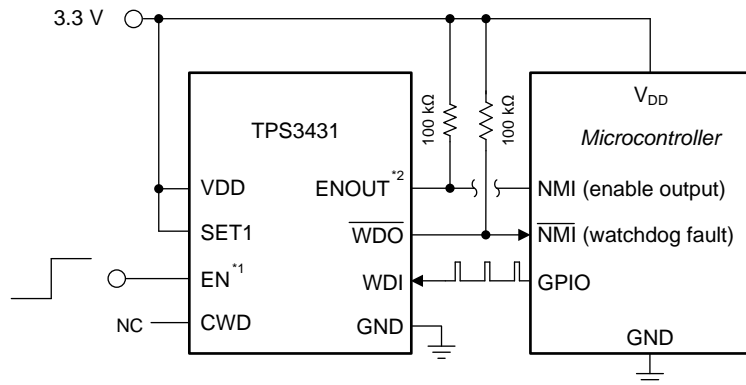 3.3 V
100 kΩ
100 kΩ
VDD
TPS3431
Microcontroller
VDD
ENOUT*2
NMI (enable output)
SET1
WDO
NMI (watchdog fault)
EN*1
WDI
GPIO
NC
CWD
GND
GND